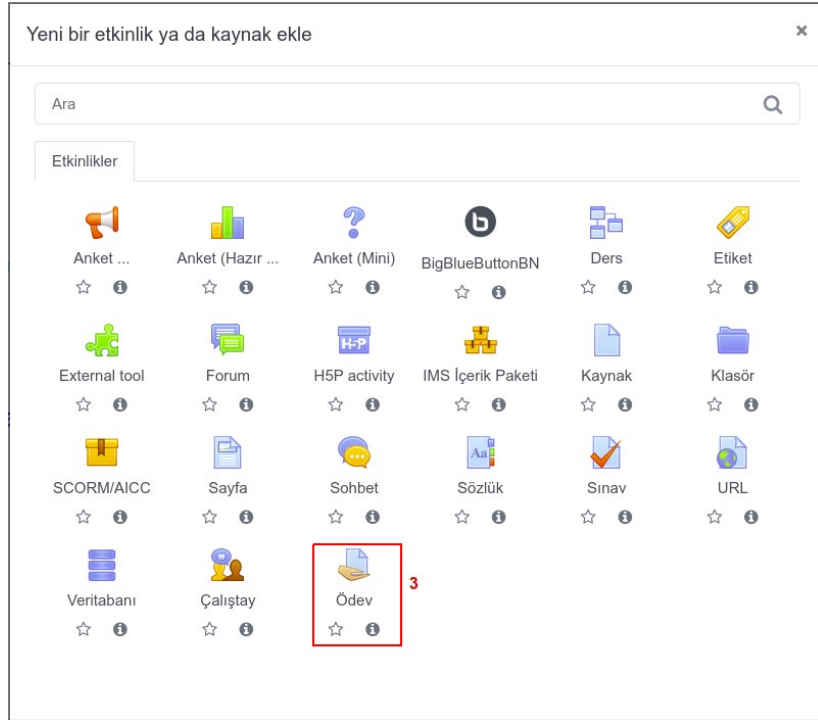 Yeni bir etkinlik ya da kaynak ekle ×
Ara
Etkinlikler
Anket ... Anket (Hazır ... Anket (Mini) BigBlueButtonBN Ders Etiket
External tool Forum H5P activity IMS İçerik Paketi Kaynak Klasör
SCORM/AICC Sayfa Sohbet Sözlük Sınav URL
Veritabanı Çalıştay Ödev 3